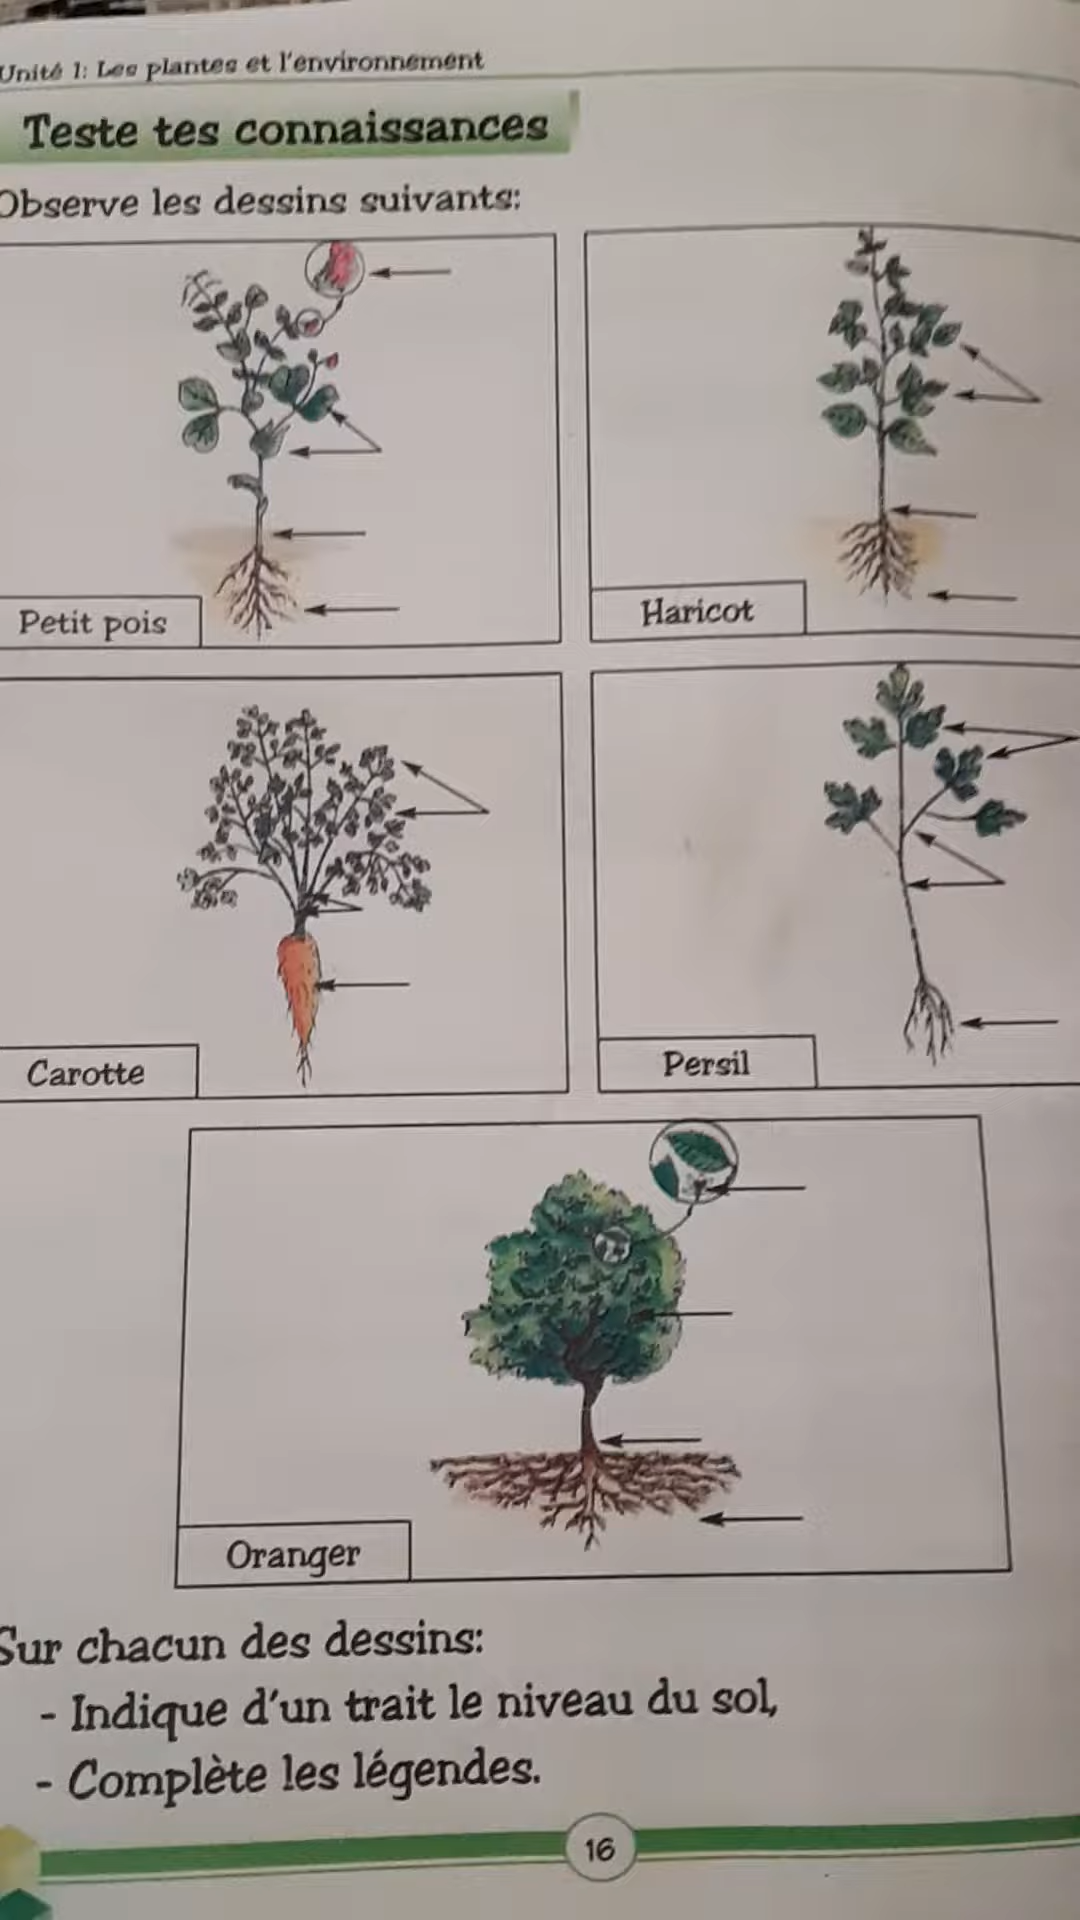 Unité 1: Les plantes et l'environnement
Teste tes connaissances
Observe les dessins suivants:
Petit pois
Haricot
Carotte
Persil
Oranger
Sur chacun des dessins:
- Indique d'un trait le niveau du sol,
- Complète les légendes.
16